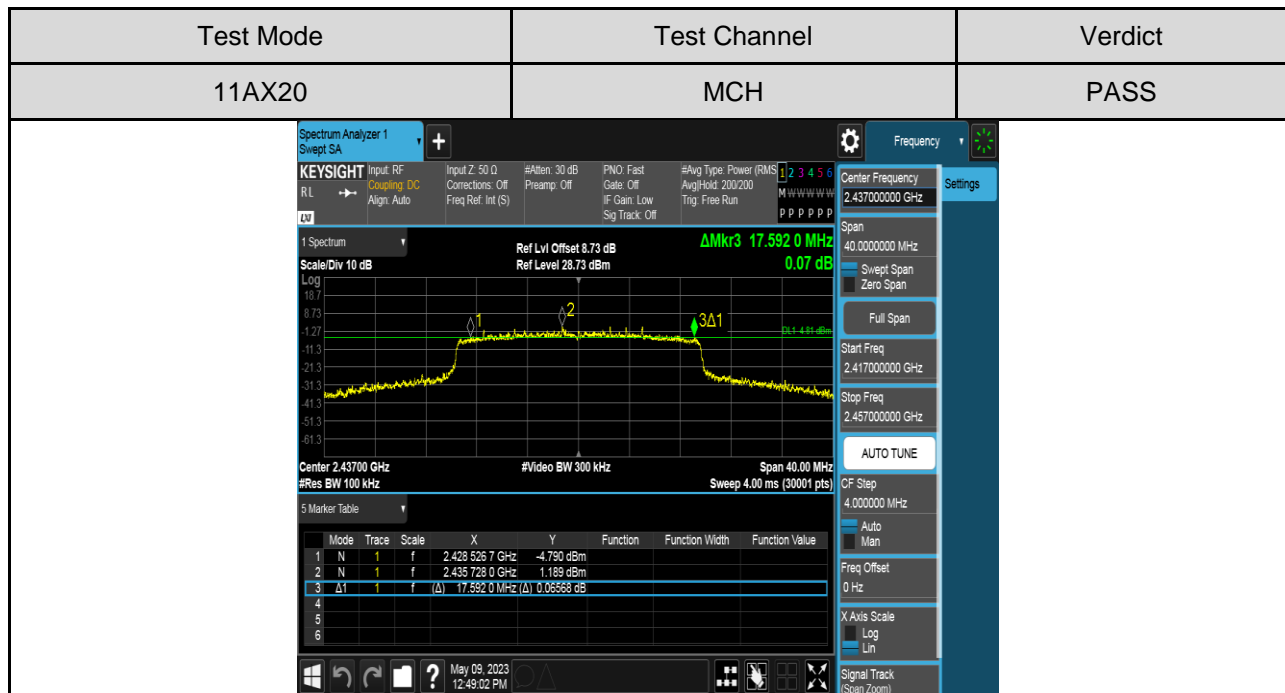 Test Mode Test Channel Verdict
11AX20 MCH PASS
Spectrum Analyzer 1
Swept SA
+
Frequency
KEYSIGHT Input: RF Input Z: 50 Ω #Atten: 30 dB PNO: Fast #Avg Type: Power (RMS 1 2 3 4 5 6
RL Coupling: DC Corrections: Off Preamp: Off Gate: Off Avg|Hold: 200/200 M W W W W W
Align: Auto Freq Ref: Int (S) IF Gain: Low Trig: Free Run
Sig Track: Off P P P P P P
LXI
Center Frequency
2.437000000 GHz
Settings
Span
40.0000000 MHz
Swept Span
Zero Span
Full Span
Start Freq
2.417000000 GHz
Stop Freq
2.457000000 GHz
AUTO TUNE
CF Step
4.000000 MHz
Auto
Man
Freq Offset
0 Hz
X Axis Scale
Log
Lin
Signal Track
(Span Zoom)
1 Spectrum Ref Lvl Offset 8.73 dB ΔMkr3 17.592 0 MHz
Scale/Div 10 dB Ref Level 28.73 dBm 0.07 dB
Log
18.7
8.73
-1.27
-11.3
-21.3
-31.3
-41.3
-51.3
-61.3
1
2
3Δ1
DL1 -4.81 dBm
Center 2.43700 GHz #Video BW 300 kHz Span 40.00 MHz
#Res BW 100 kHz Sweep 4.00 ms (30001 pts)
5 Marker Table
Mode Trace Scale X Y Function Function Width Function Value
1 N 1 f 2.428 526 7 GHz -4.790 dBm
2 N 1 f 2.435 728 0 GHz 1.189 dBm
3 Δ1 1 f (Δ) 17.592 0 MHz (Δ) 0.06568 dB
4
5
6
? May 09, 2023
12:49:02 PM